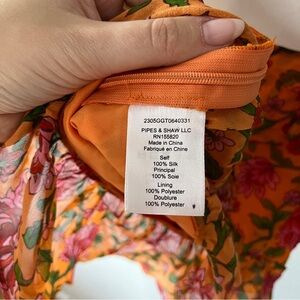 2305GGT0640331
PIPES & SHAW LLC
RN155820
Made in China
Fabriqué en Chine
Self
100% Silk
Principal
100% Soie
Lining
100% Polyester
Doublure
100% Polyester